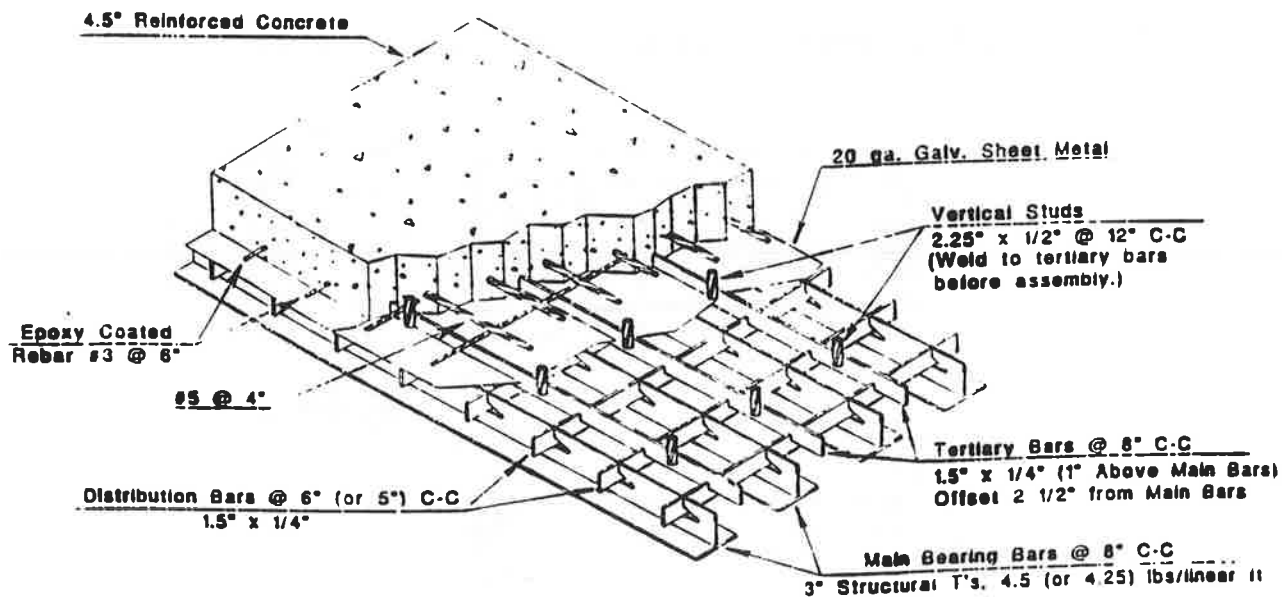 4.5" Reinforced Concrete
20 ga. Galv. Sheet Metal
Vertical Studs
2.25" x 1/2" @ 12" C-C
(Weld to tertiary bars
before assembly.)
Epoxy Coated
Rebar #3 @ 6"
#5 @ 4"
Tertiary Bars @ 8" C-C
1.5" x 1/4" (1" Above Main Bars)
Offset 2 1/2" from Main Bars
Distribution Bars @ 6" (or 5") C-C
1.5" x 1/4"
Main Bearing Bars @ 8" C-C
3" Structural T's, 4.5 (or 4.25) lbs/linear ft